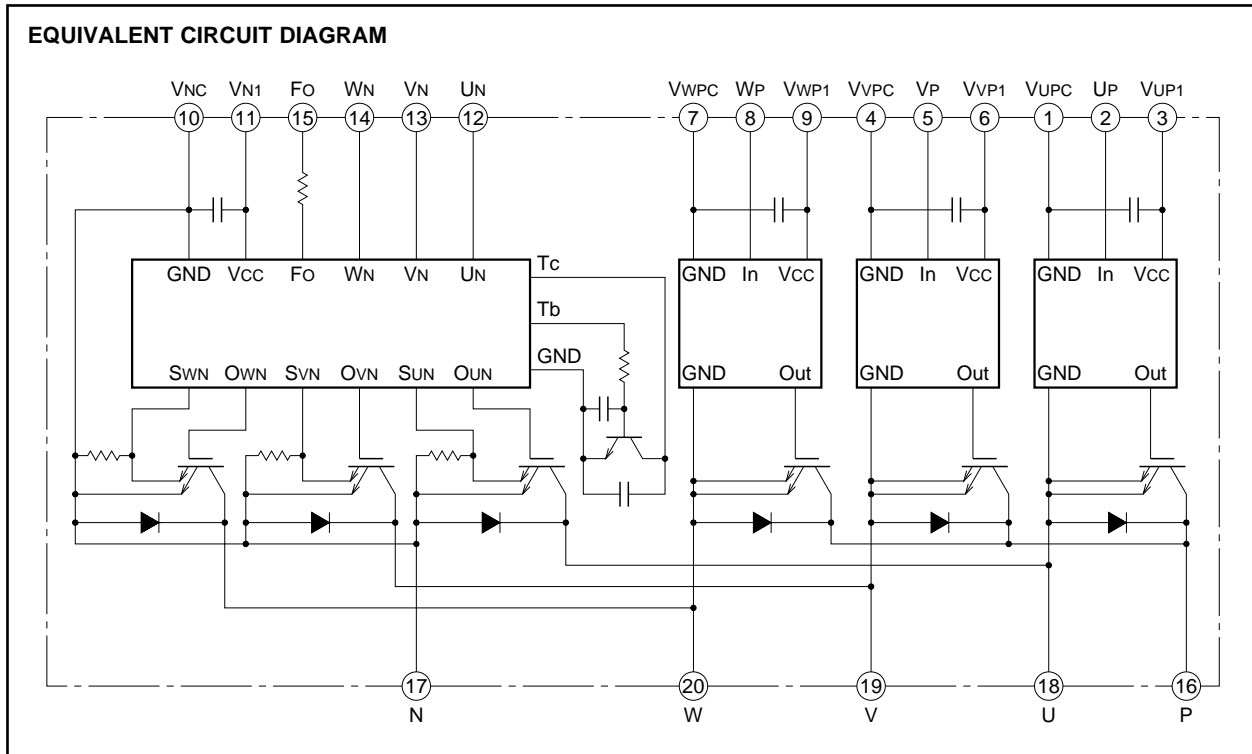 EQUIVALENT CIRCUIT DIAGRAM
VNC VN1 FO WN VN UN VWPC WP VWP1 VVPC VP VVP1 VUPC UP VUP1
10 11 15 14 13 12 7 8 9 4 5 6 1 2 3
GND VCC FO WN VN UN Tc GND In VCC GND In VCC GND In VCC
Tb
GND
SWN OWN SVN OVN SUN OUN GND Out GND Out GND Out
17 20 19 18 16
N W V U P